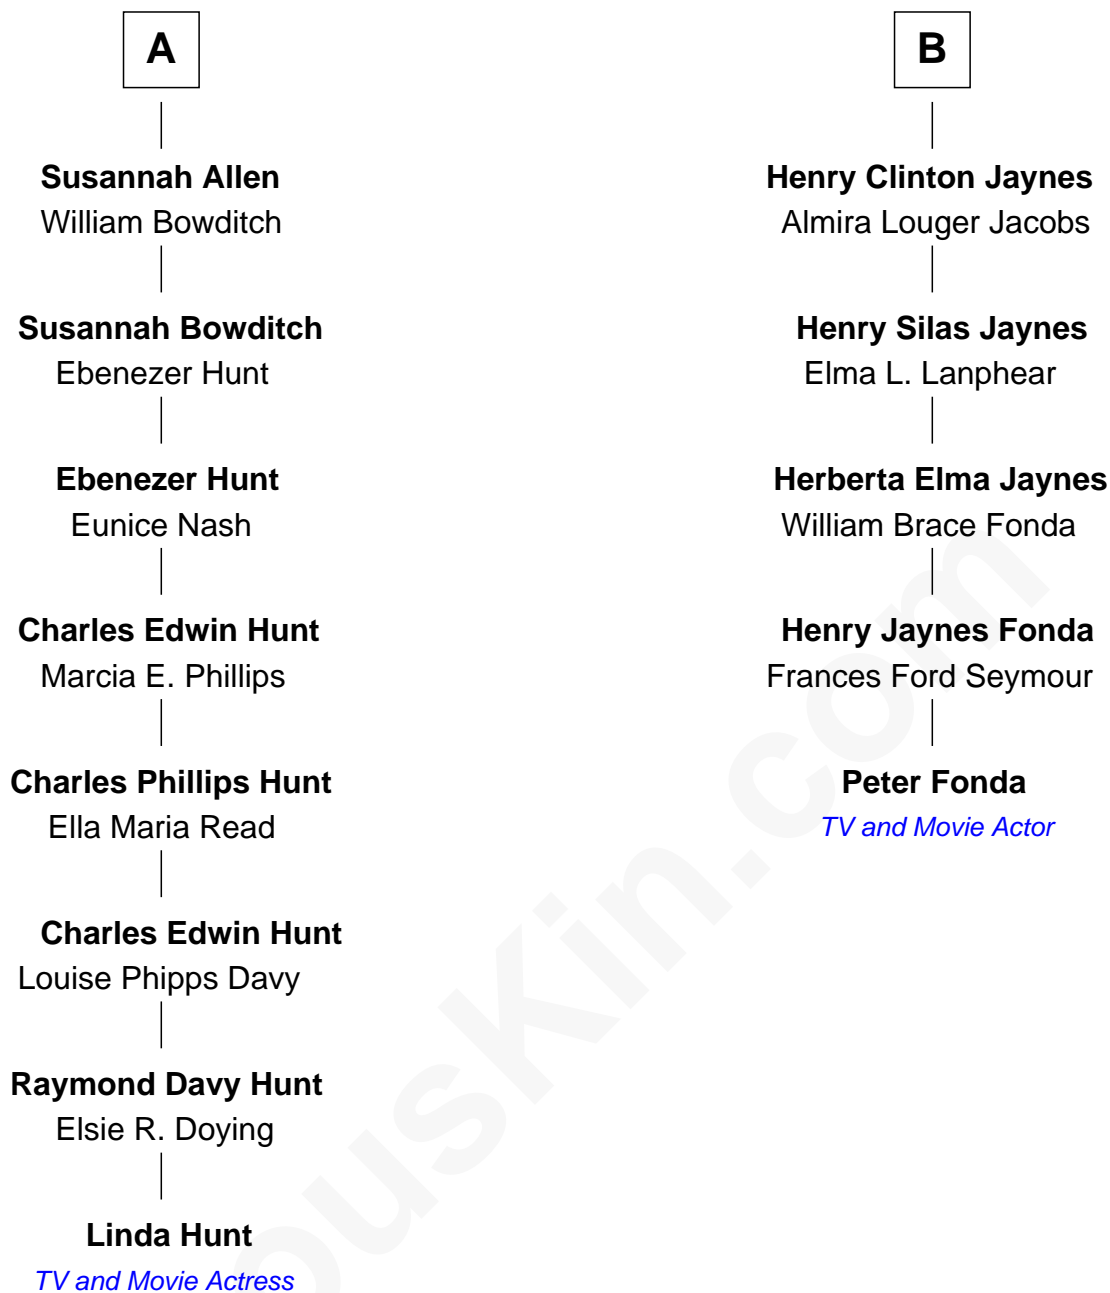 A
Susannah Allen
William Bowditch
Susannah Bowditch
Ebenezer Hunt
Ebenezer Hunt
Eunice Nash
Charles Edwin Hunt
Marcia E. Phillips
Charles Phillips Hunt
Ella Maria Read
Charles Edwin Hunt
Louise Phipps Davy
Raymond Davy Hunt
Elsie R. Doying
Linda Hunt
TV and Movie Actress
B
Henry Clinton Jaynes
Almira Louger Jacobs
Henry Silas Jaynes
Elma L. Lanphear
Herberta Elma Jaynes
William Brace Fonda
Henry Jaynes Fonda
Frances Ford Seymour
Peter Fonda
TV and Movie Actor
ousKin.com